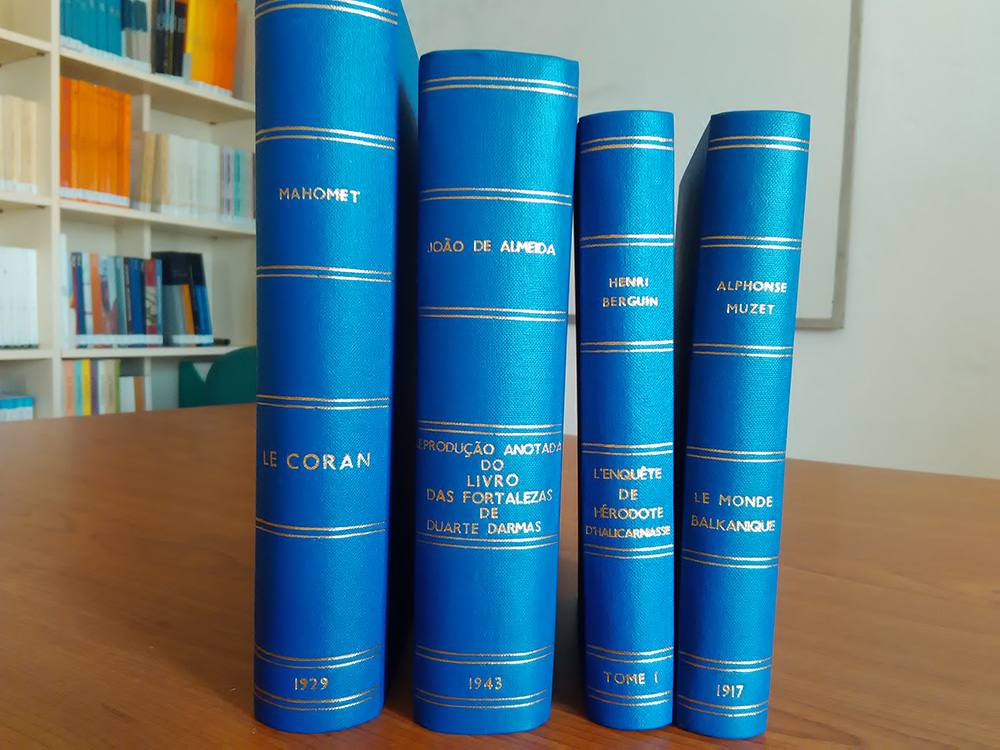 MAHOMET
LE CORAN
1929
JOÃO DE ALMEIDA
REPRODUÇÃO ANOTADA
DO
LIVRO
DAS FORTALEZAS
DE
DUARTE DARMAS
1943
HENRI
BERGUIN
L'ENQUÊTE
DE
HÉRODOTE
D'HALICARNASSE
TOME I
ALPHONSE
MUZET
LE MONDE
BALKANIQUE
1917